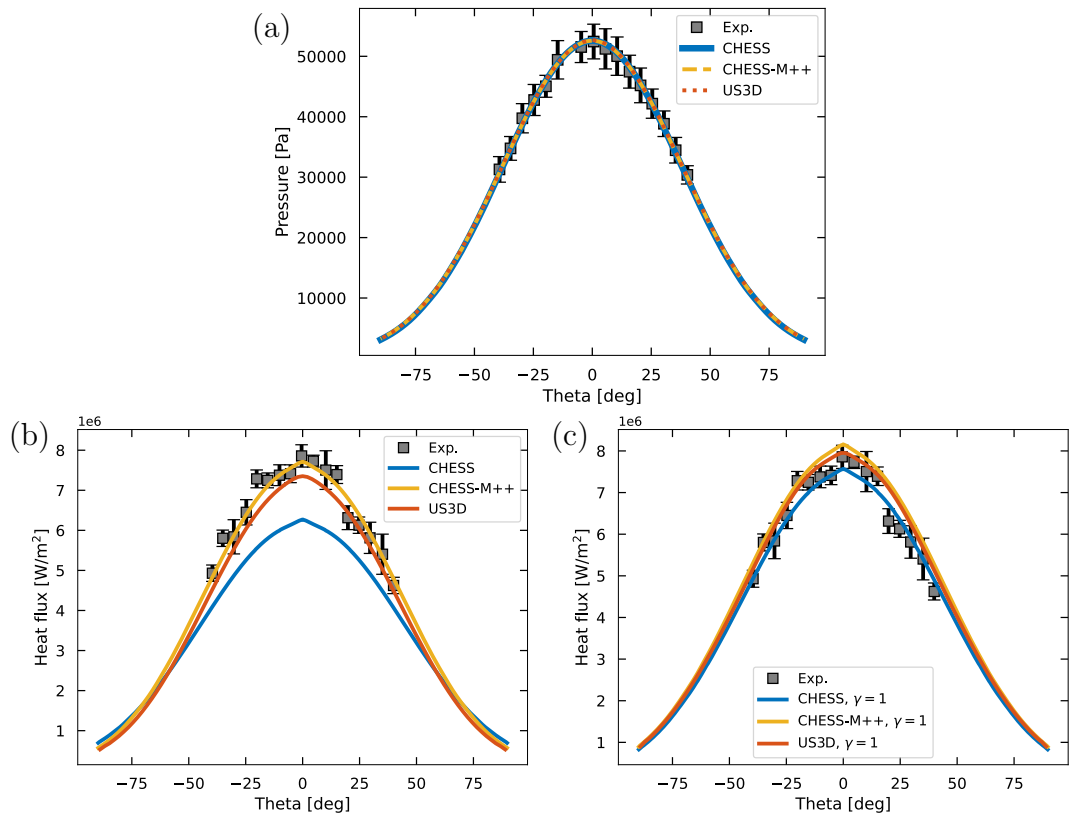 (a)
Exp.
CHESS
CHESS-M++
US3D
50000
40000
30000
20000
10000
Pressure [Pa]
−75 −50 −25 0 25 50 75
Theta [deg]
(b)
1e6
Exp.
CHESS
CHESS-M++
US3D
8
7
6
5
4
3
2
1
Heat flux [W/m²]
−75 −50 −25 0 25 50 75
Theta [deg]
(c)
1e6
8
7
6
5
4
3
2
1
Heat flux [W/m²]
Exp.
CHESS, γ = 1
CHESS-M++, γ = 1
US3D, γ = 1
−75 −50 −25 0 25 50 75
Theta [deg]